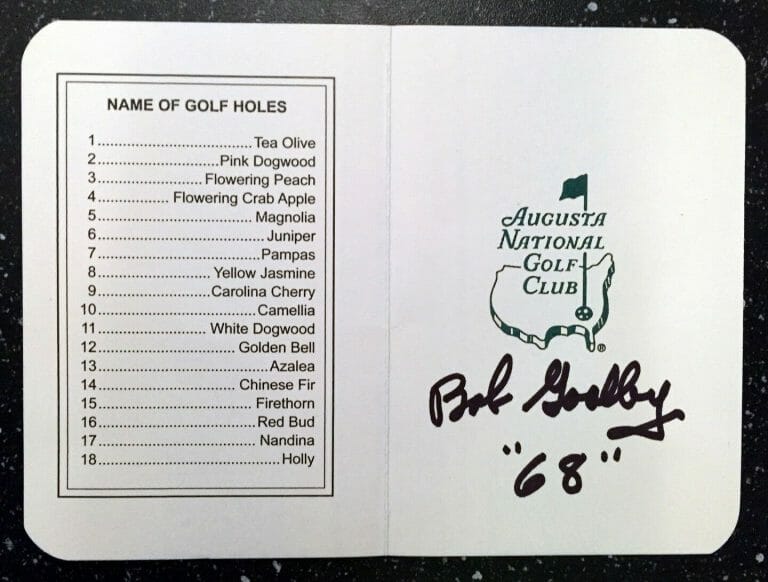 NAME OF GOLF HOLES
1..................................Tea Olive
2...........................Pink Dogwood
3.......................Flowering Peach
4................ Flowering Crab Apple
5...................................Magnolia
6.....................................Juniper
7....................................Pampas
8......................... Yellow Jasmine
9.........................Carolina Cherry
10...................................Camellia
11.........................White Dogwood
12.............................. Golden Bell
13......................................Azalea
14.............................. Chinese Fir
15...................................Firethorn
16...................................Red Bud
17....................................Nandina
18........................................Holly
AUGUSTA
NATIONAL
GOLF
CLUB
®
Bob Goalby
"68"